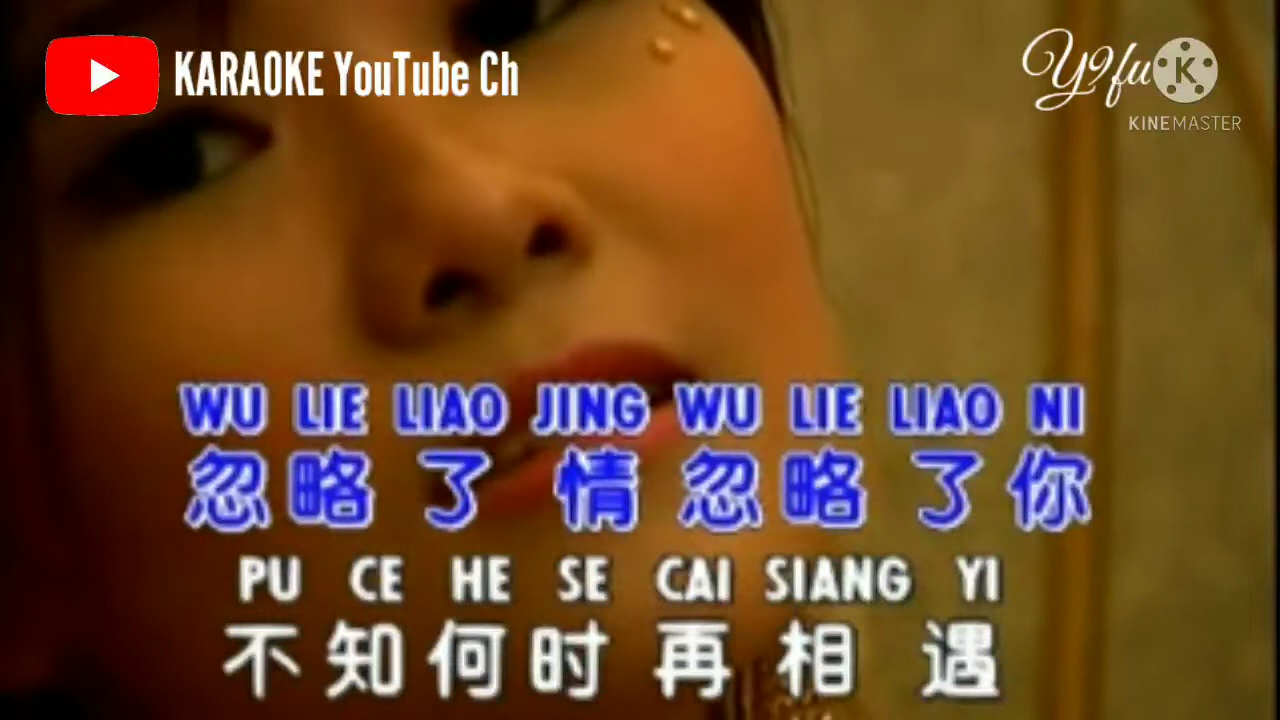 KARAOKE YouTube Ch
Y2fu
K
KINEMASTER
WU LIE LIAO JING WU LIE LIAO NI
忽略了情忽略了你
PU CE HE SE CAI SIANG YI
不知何时再相遇